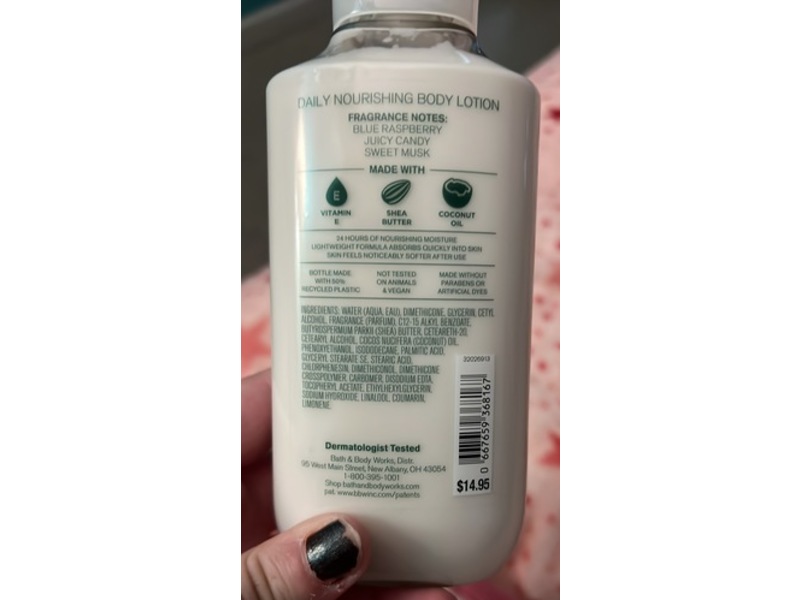 DAILY NOURISHING BODY LOTION
FRAGRANCE NOTES:
BLUE RASPBERRY
JUICY CANDY
SWEET MUSK
MADE WITH
E
VITAMIN
E
SHEA
BUTTER
COCONUT
OIL
24 HOURS OF NOURISHING MOISTURE
LIGHTWEIGHT FORMULA ABSORBS QUICKLY INTO SKIN
SKIN FEELS NOTICEABLY SOFTER AFTER USE
BOTTLE MADE
WITH 50%
RECYCLED PLASTIC
NOT TESTED
ON ANIMALS
& VEGAN
MADE WITHOUT
PARABENS OR
ARTIFICIAL DYES
INGREDIENTS: WATER (AQUA, EAU), DIMETHICONE, GLYCERIN, CETYL
ALCOHOL, FRAGRANCE (PARFUM), C12-15 ALKYL BENZOATE,
BUTYROSPERMUM PARKII (SHEA) BUTTER, CETEARETH-20,
CETEARYL ALCOHOL, COCOS NUCIFERA (COCONUT) OIL,
PHENOXYETHANOL, ISODODECANE, PALMITIC ACID,
GLYCERYL STEARATE SE, STEARIC ACID,
CHLORPHENESIN, DIMETHICONOL, DIMETHICONE
CROSSPOLYMER, CARBOMER, DISODIUM EDTA,
TOCOPHERYL ACETATE, ETHYLHEXYLGLYCERIN,
SODIUM HYDROXIDE, LINALOOL, COUMARIN,
LIMONENE.
0 667659 368167
$14.95
Dermatologist Tested
Bath & Body Works, Distr.
95 West Main Street, New Albany, OH 43054
1-800-395-1001
Shop bathandbodyworks.com
pat. www.bbwinc.com/patents